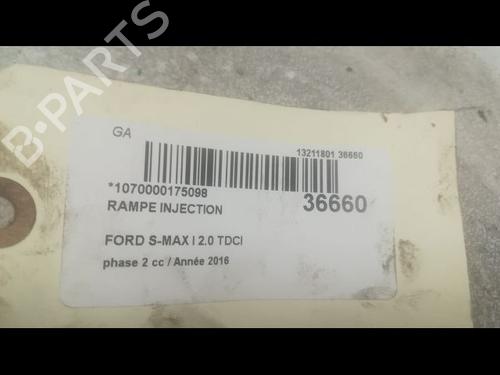 B-PARTS
GA
13211801 36660
*1070000175098
36660
RAMPE INJECTION
FORD S-MAX I 2.0 TDCI
phase 2 cc / Année 2016